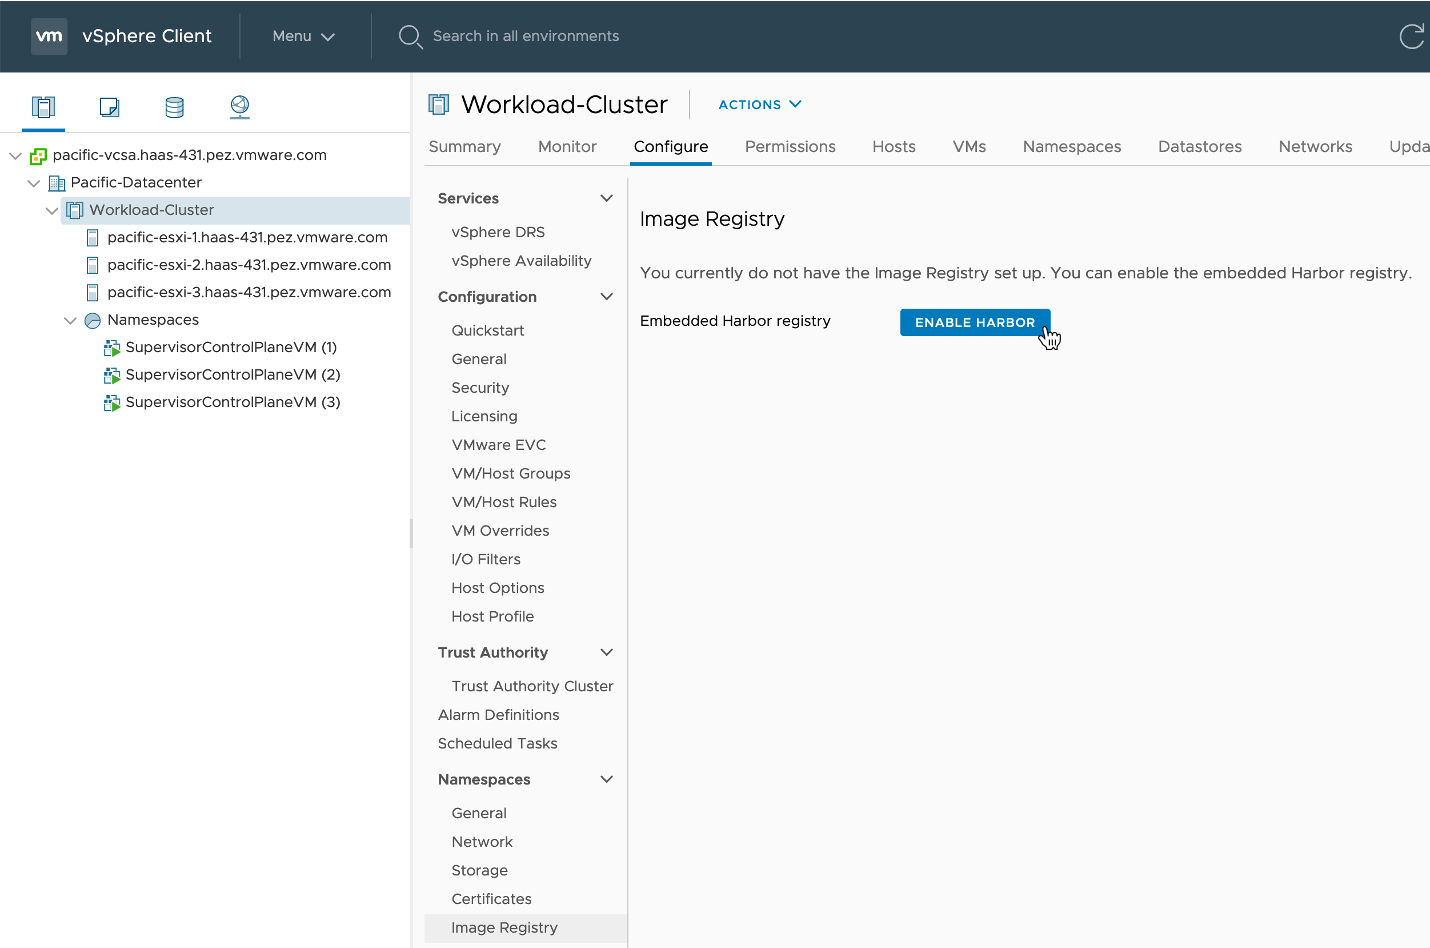 vm vSphere Client Menu Search in all environments
Workload-Cluster ACTIONS
Summary Monitor Configure Permissions Hosts VMs Namespaces Datastores Networks Upda
pacific-vcsa.haas-431.pez.vmware.com
Pacific-Datacenter
Workload-Cluster
pacific-esxi-1.haas-431.pez.vmware.com
pacific-esxi-2.haas-431.pez.vmware.com
pacific-esxi-3.haas-431.pez.vmware.com
Namespaces
SupervisorControlPlaneVM (1)
SupervisorControlPlaneVM (2)
SupervisorControlPlaneVM (3)
Services
vSphere DRS
vSphere Availability
Configuration
Quickstart
General
Security
Licensing
VMware EVC
VM/Host Groups
VM/Host Rules
VM Overrides
I/O Filters
Host Options
Host Profile
Trust Authority
Trust Authority Cluster
Alarm Definitions
Scheduled Tasks
Namespaces
General
Network
Storage
Certificates
Image Registry
Image Registry
You currently do not have the Image Registry set up. You can enable the embedded Harbor registry.
Embedded Harbor registry ENABLE HARBOR